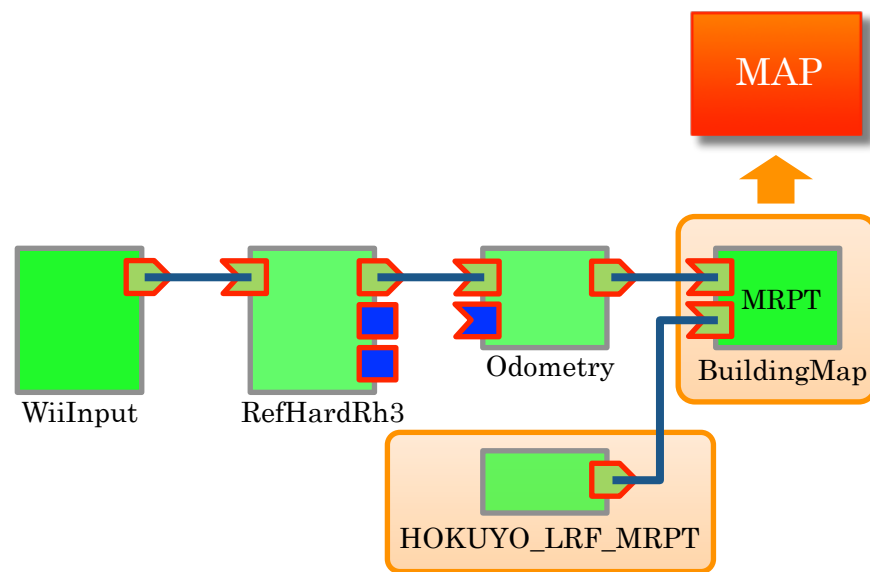 MAP
MRPT
WiiInput
RefHardRh3
Odometry
BuildingMap
HOKUYO_LRF_MRPT